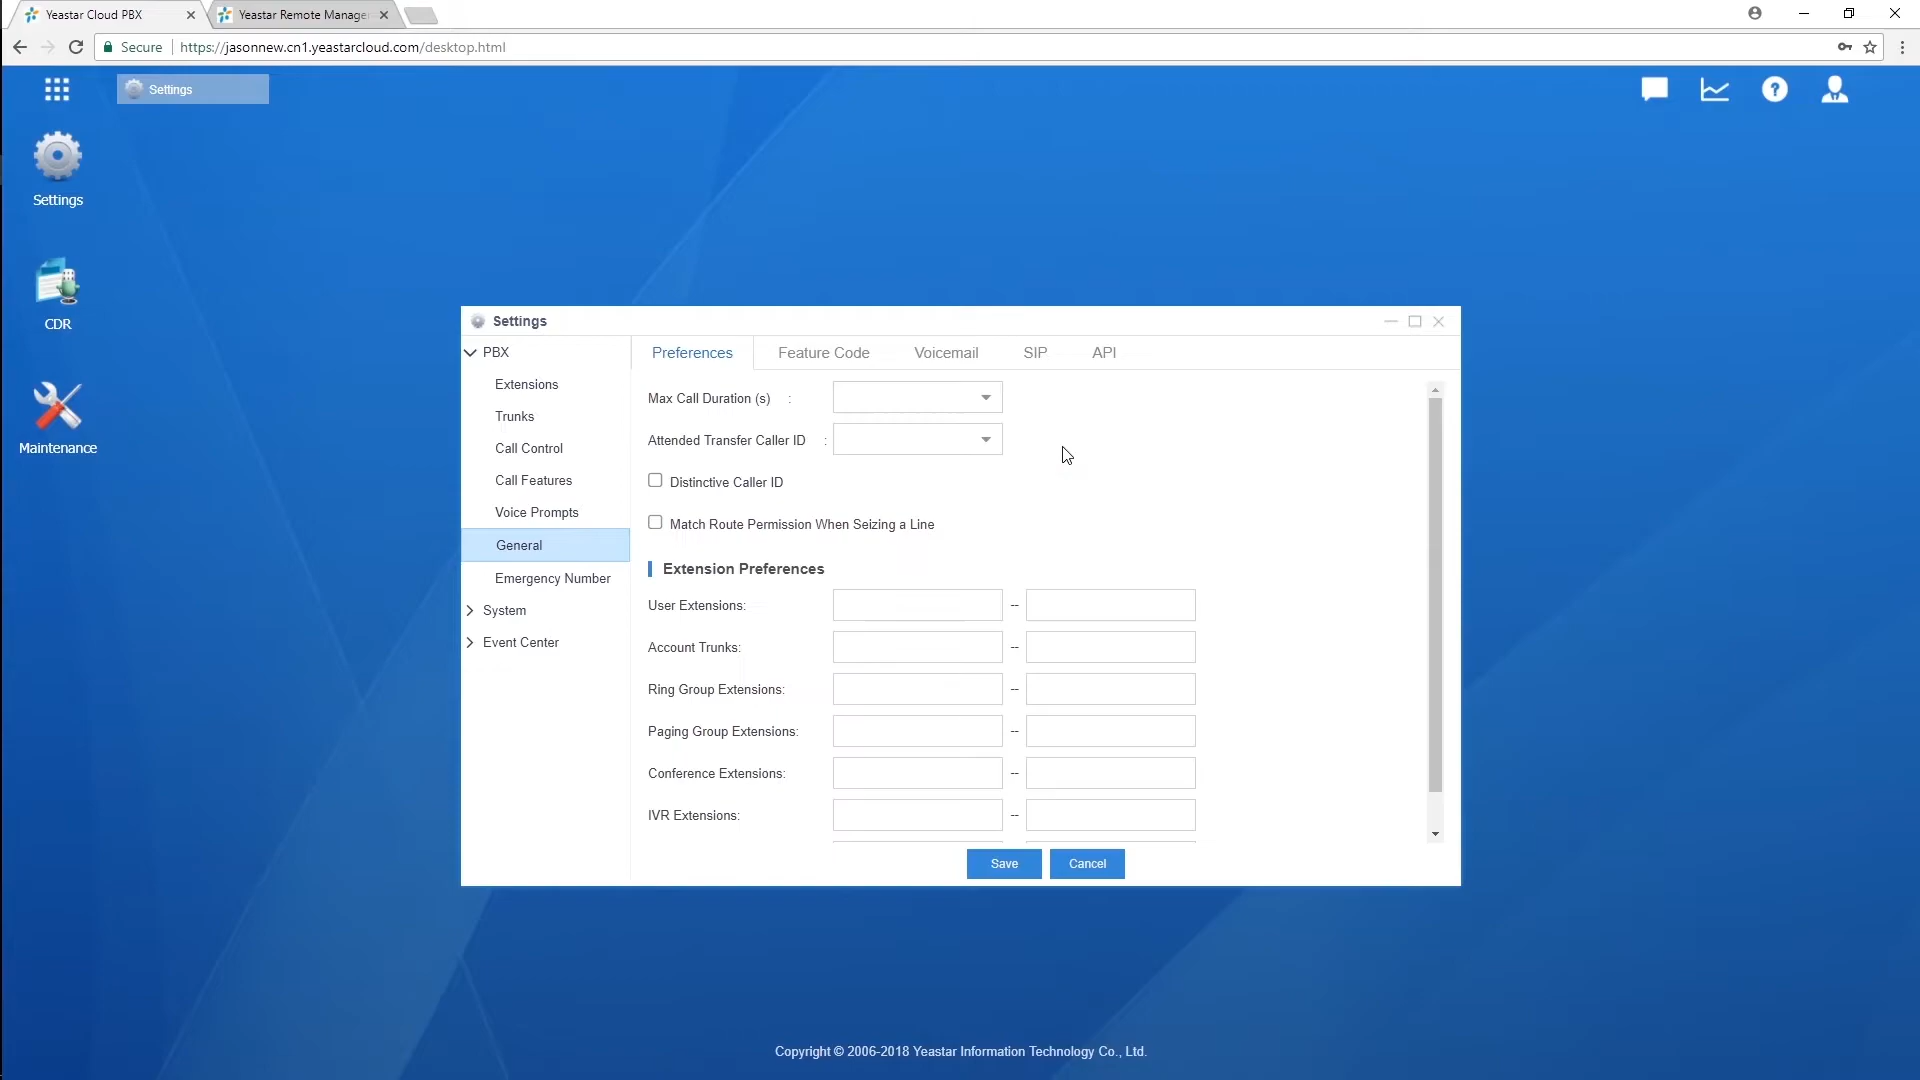 Yeastar Cloud PBX
Yeastar Remote Manage
Secure
https://jasonnew.cn1.yeastarcloud.com/desktop.html
Settings
Settings
CDR
Maintenance
Settings
PBX
Extensions
Trunks
Call Control
Call Features
Voice Prompts
General
Emergency Number
System
Event Center
Preferences
Feature Code
Voicemail
SIP
API
Max Call Duration (s) :
Attended Transfer Caller ID :
Distinctive Caller ID
Match Route Permission When Seizing a Line
Extension Preferences
User Extensions: --
Account Trunks: --
Ring Group Extensions: --
Paging Group Extensions: --
Conference Extensions: --
IVR Extensions: --
Save
Cancel
Copyright © 2006-2018 Yeastar Information Technology Co., Ltd.